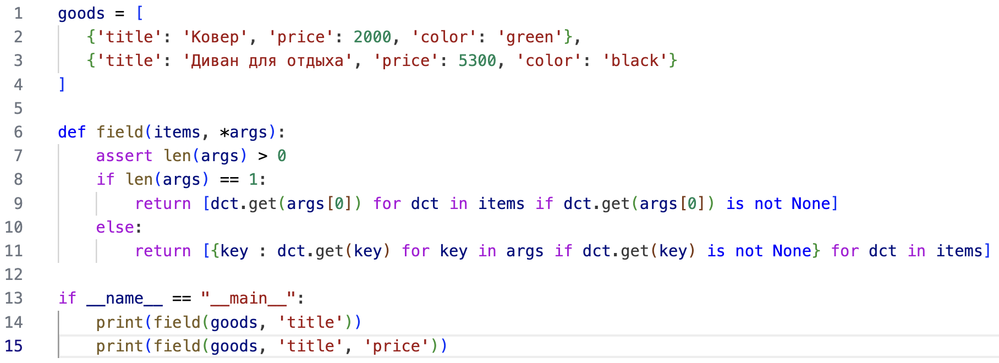 1 goods = [
2 {'title': 'Ковер', 'price': 2000, 'color': 'green'},
3 {'title': 'Диван для отдыха', 'price': 5300, 'color': 'black'}
4 ]
5
6 def field(items, *args):
7 assert len(args) > 0
8 if len(args) == 1:
9 return [dct.get(args[0]) for dct in items if dct.get(args[0]) is not None]
10 else:
11 return [{key : dct.get(key) for key in args if dct.get(key) is not None} for dct in items]
12
13 if __name__ == "__main__":
14 print(field(goods, 'title'))
15 print(field(goods, 'title', 'price'))